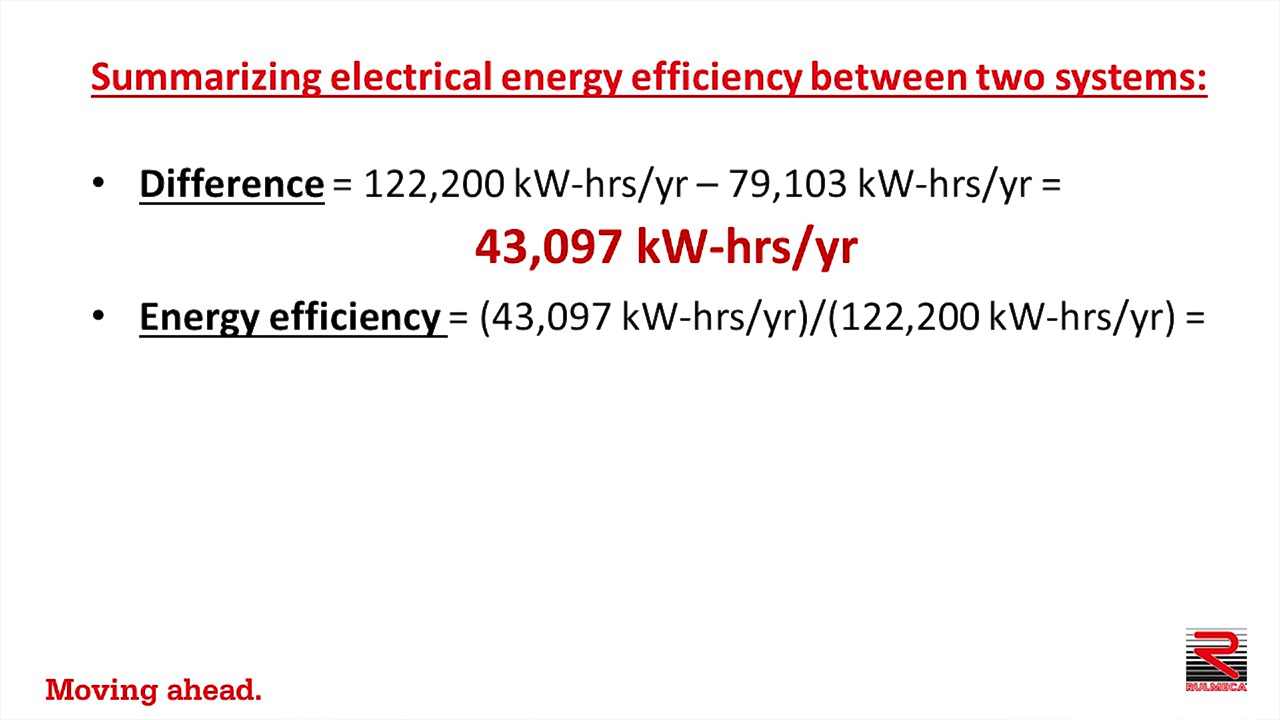 Summarizing electrical energy efficiency between two systems:
• Difference = 122,200 kW-hrs/yr – 79,103 kW-hrs/yr =
43,097 kW-hrs/yr
• Energy efficiency = (43,097 kW-hrs/yr)/(122,200 kW-hrs/yr) =
Moving ahead.
RULMECA